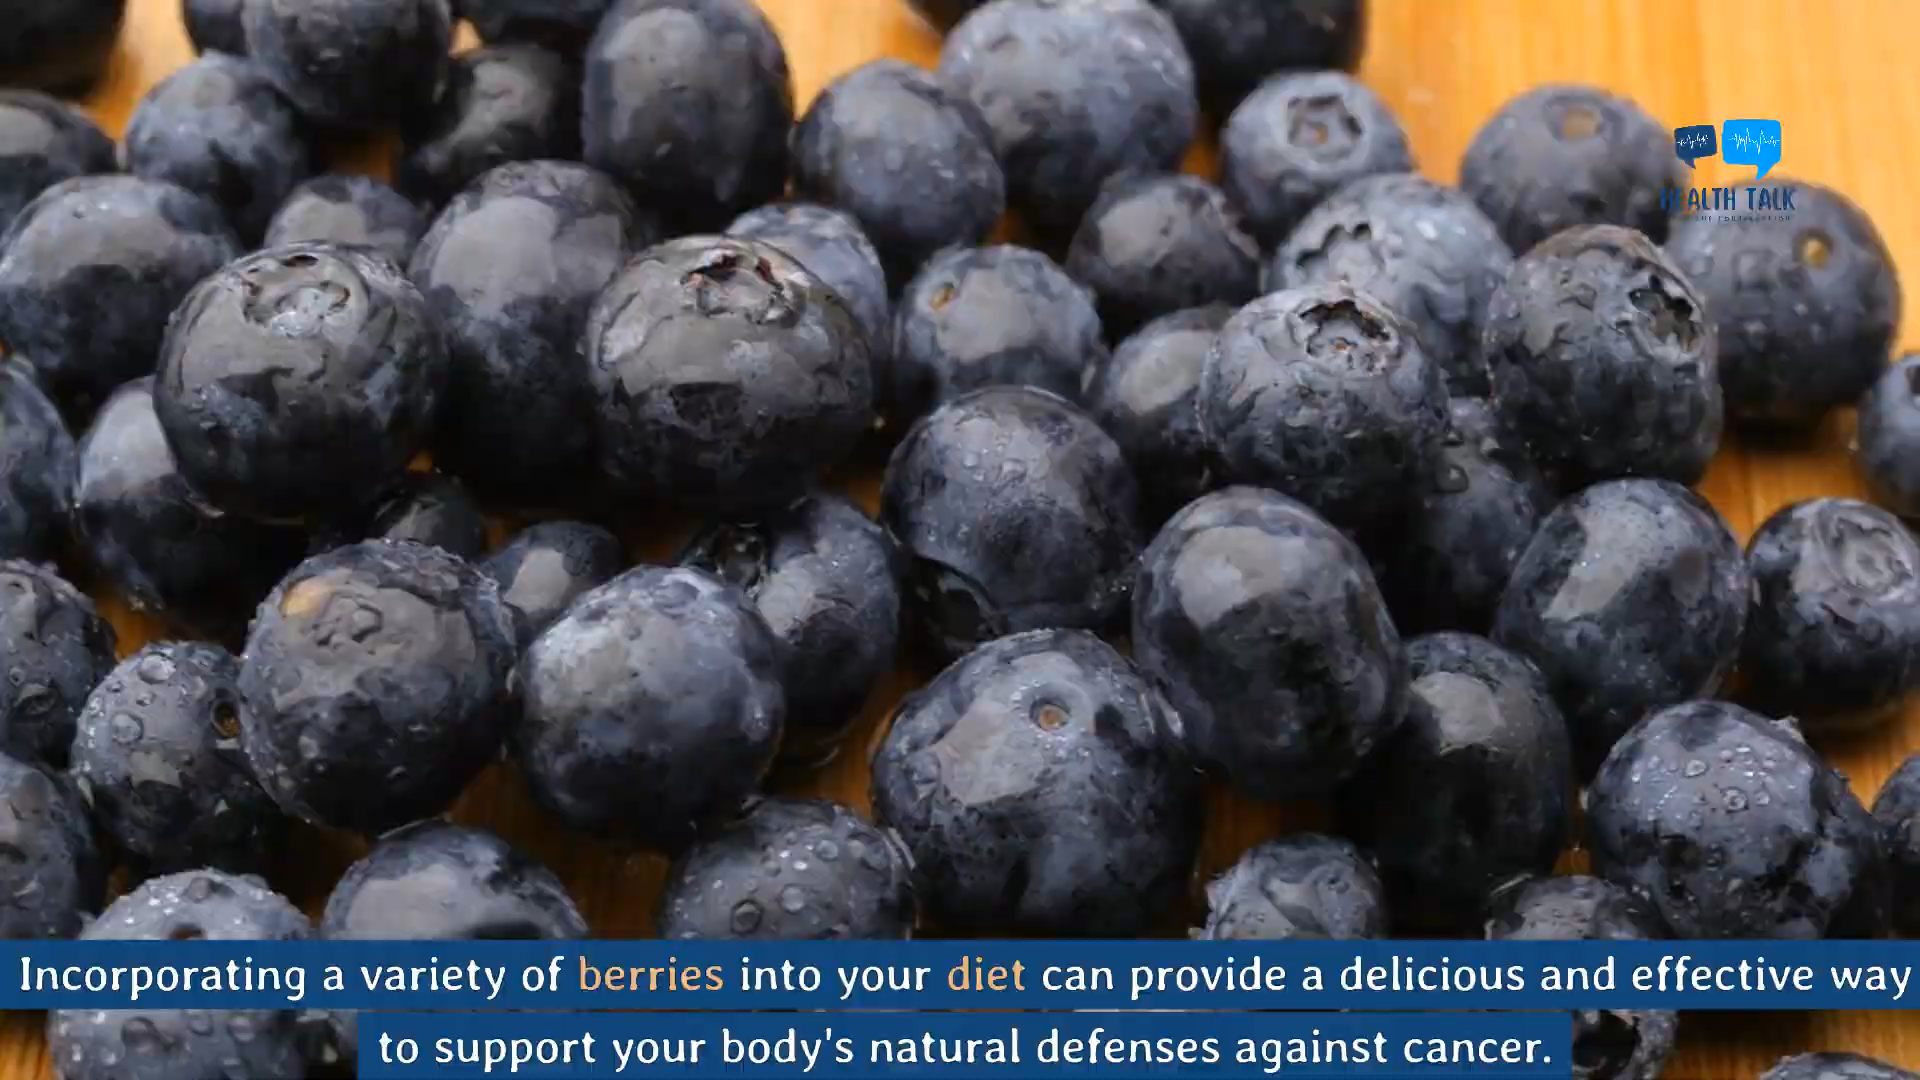 HEALTH TALK
Incorporating a variety of berries into your diet can provide a delicious and effective way
to support your body's natural defenses against cancer.